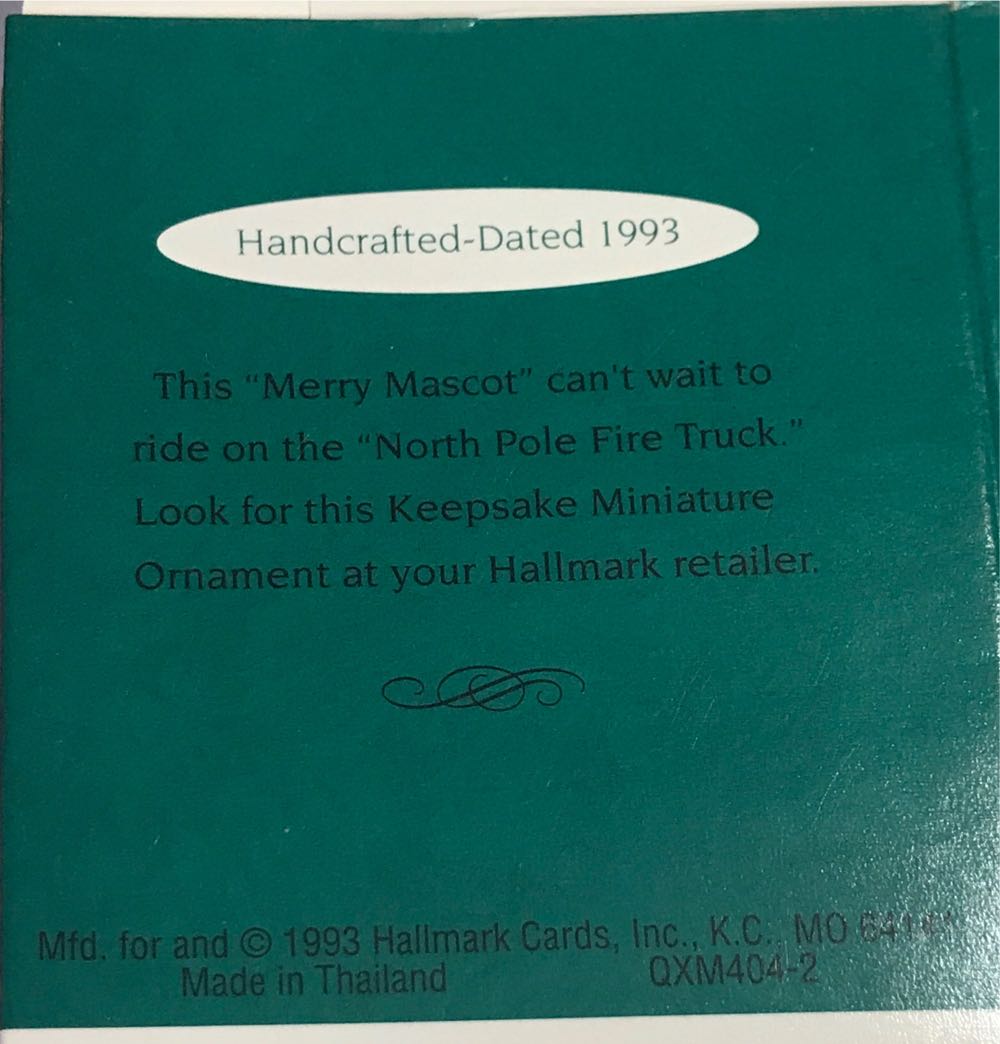 Handcrafted-Dated 1993
This “Merry Mascot” can't wait to
ride on the “North Pole Fire Truck.”
Look for this Keepsake Miniature
Ornament at your Hallmark retailer.
Mfd. for and © 1993 Hallmark Cards, Inc., K.C., MO
Made in Thailand QXM404-2